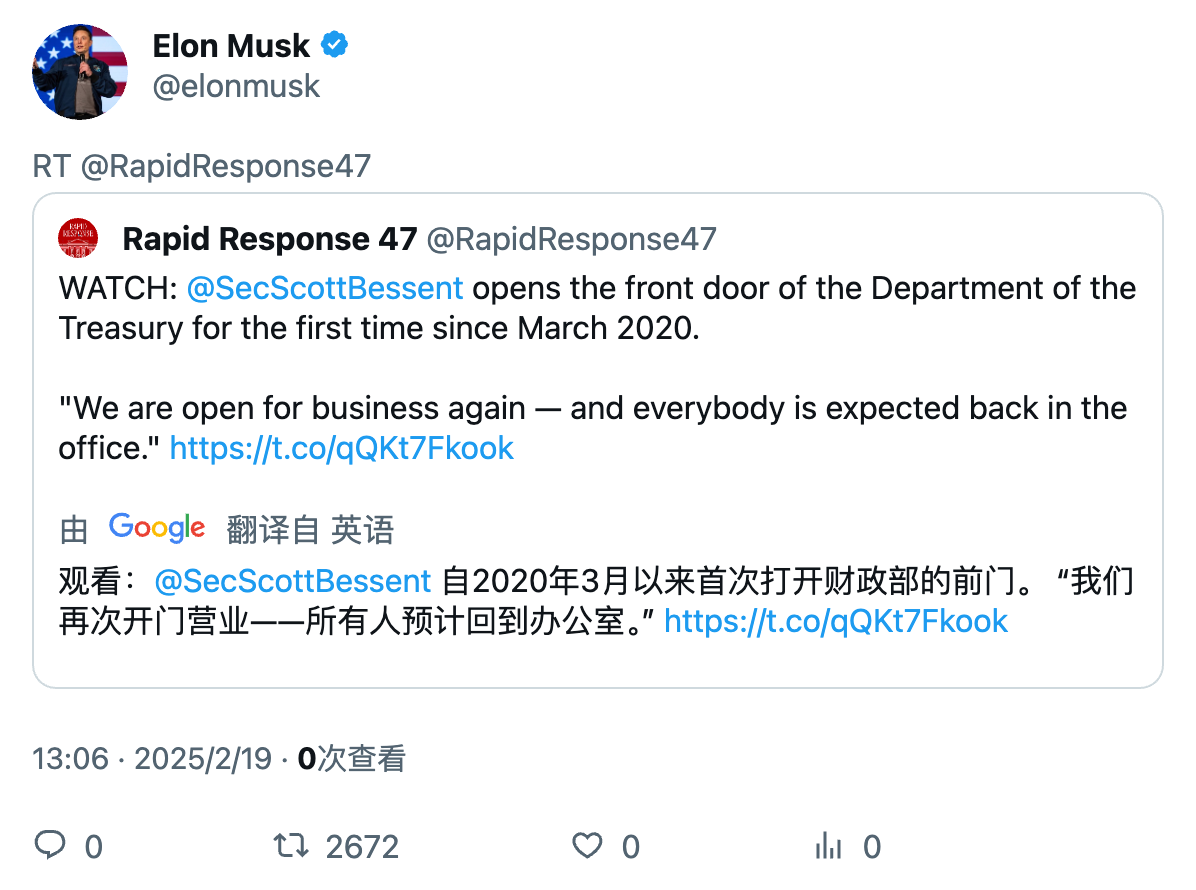 Elon Musk
@elonmusk
RT @RapidResponse47
RAPID
RESPONSE
Rapid Response 47 @RapidResponse47
WATCH: @SecScottBessent opens the front door of the Department of the
Treasury for the first time since March 2020.
"We are open for business again — and everybody is expected back in the
office." https://t.co/qQKt7Fkook
由 Google 翻译自 英语
观看：@SecScottBessent 自2020年3月以来首次打开财政部的前门。 “我们
再次开门营业——所有人预计回到办公室。” https://t.co/qQKt7Fkook
13:06 · 2025/2/19 · 0次查看
0 2672 0 0